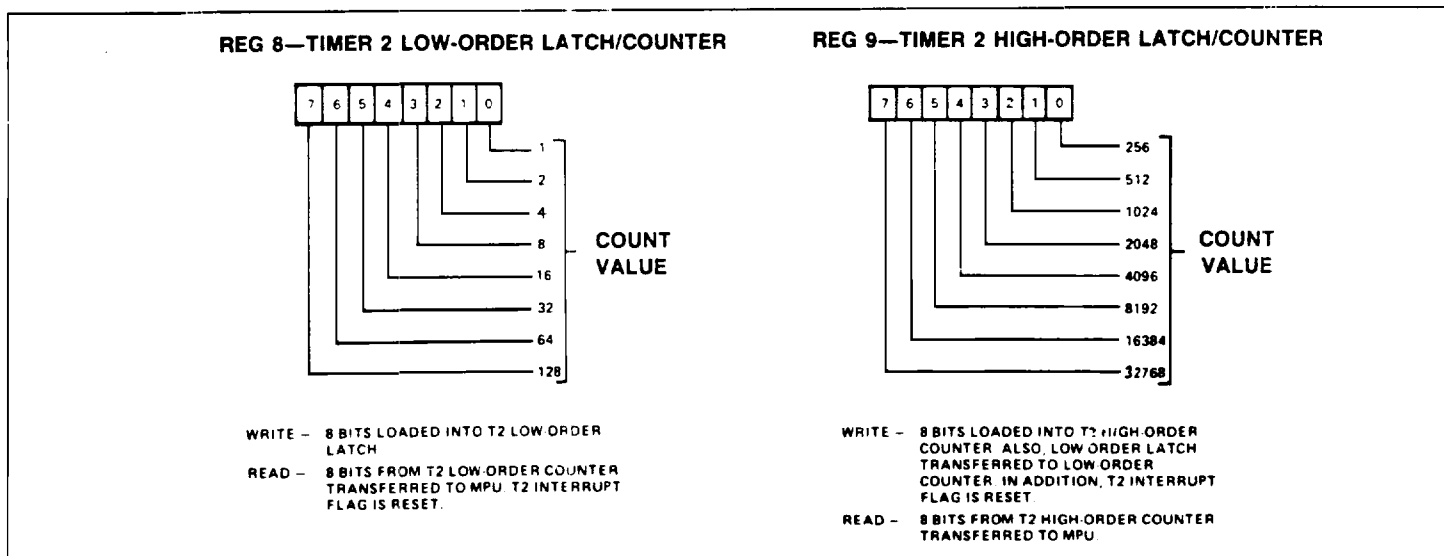 REG 8—TIMER 2 LOW-ORDER LATCH/COUNTER
7 6 5 4 3 2 1 0
1
2
4
8
16
32
64
128
COUNT
VALUE
WRITE – 8 BITS LOADED INTO T2 LOW-ORDER
LATCH
READ – 8 BITS FROM T2 LOW-ORDER COUNTER
TRANSFERRED TO MPU. T2 INTERRUPT
FLAG IS RESET.
REG 9—TIMER 2 HIGH-ORDER LATCH/COUNTER
7 6 5 4 3 2 1 0
256
512
1024
2048
4096
8192
16384
32768
COUNT
VALUE
WRITE – 8 BITS LOADED INTO T2 HIGH-ORDER
COUNTER. ALSO, LOW ORDER LATCH
TRANSFERRED TO LOW-ORDER
COUNTER. IN ADDITION, T2 INTERRUPT
FLAG IS RESET.
READ – 8 BITS FROM T2 HIGH-ORDER COUNTER
TRANSFERRED TO MPU.